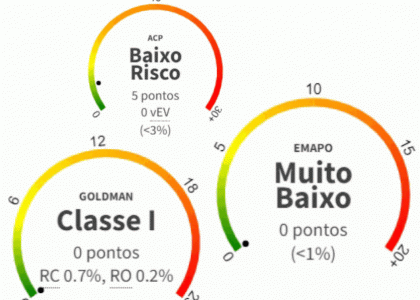 ACP
Baixo
Risco
5 pontos
0 vEV
(<3%)
0
30+
10
5
15
EMAPO
Muito
Baixo
0 pontos
(<1%)
0
20+
12
6
18
GOLDMAN
Classe I
0 pontos
RC 0.7%, RO 0.2%
0